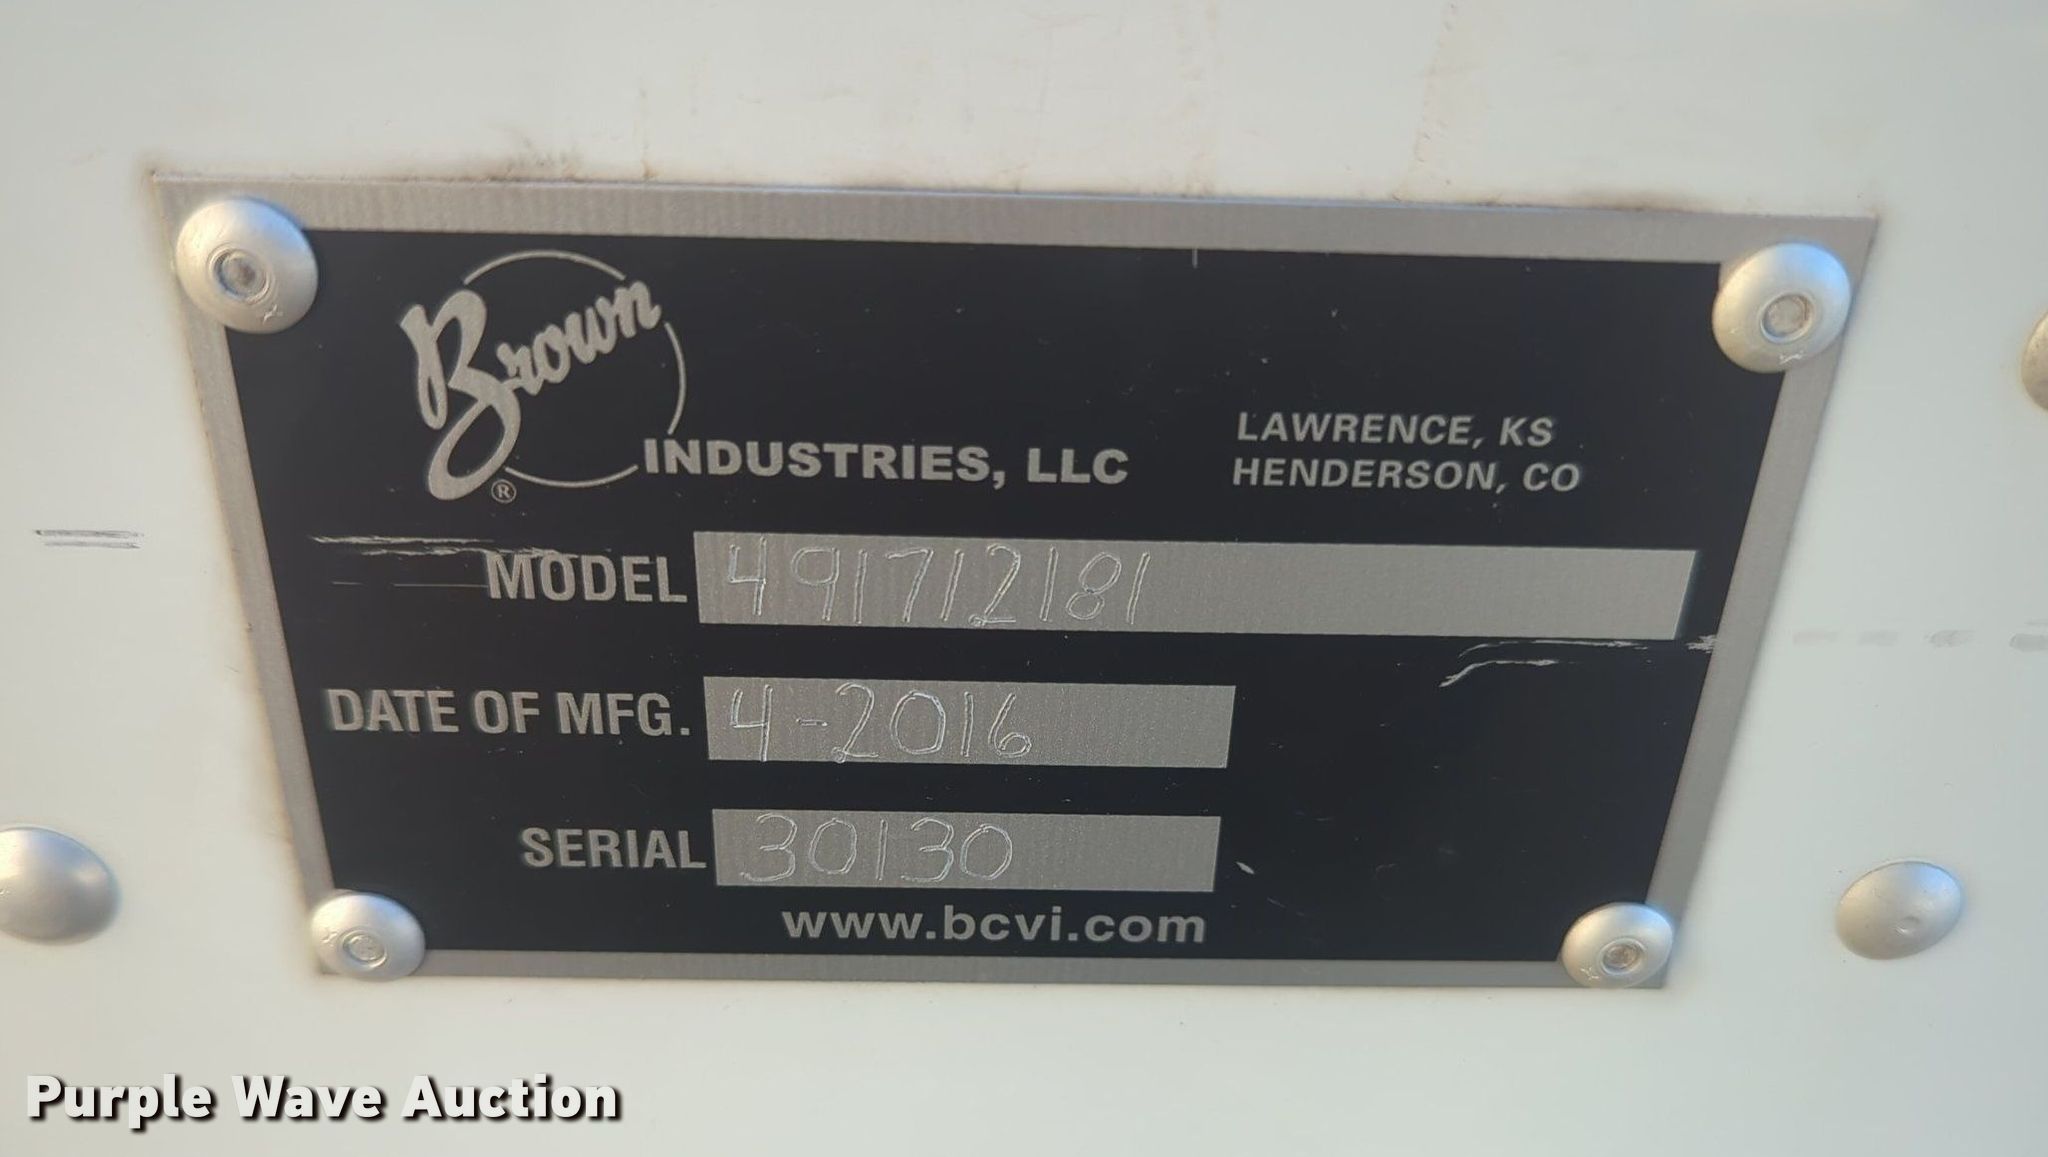 Brown
INDUSTRIES, LLC
®
LAWRENCE, KS
HENDERSON, CO
MODEL 491712181
DATE OF MFG. 4-2016
SERIAL 30130
www.bcvi.com
Purple Wave Auction